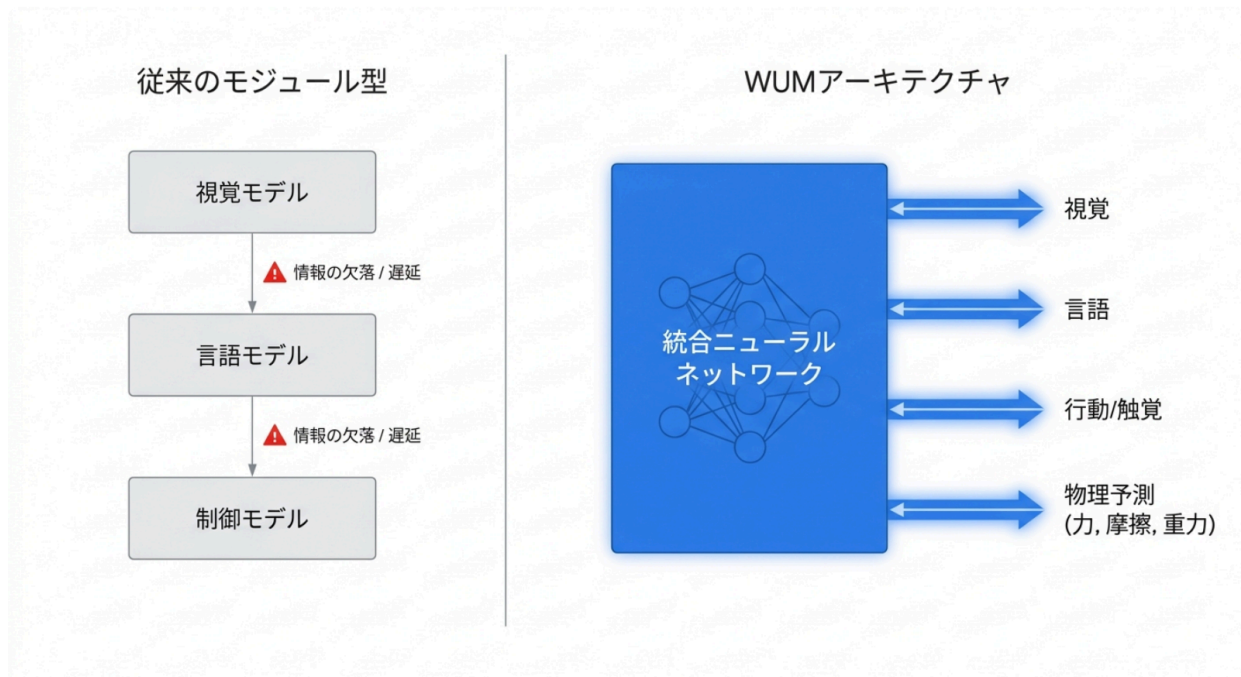 従来のモジュール型
視覚モデル
情報の欠落 / 遅延
言語モデル
情報の欠落 / 遅延
制御モデル
WUMアーキテクチャ
統合ニューラル
ネットワーク
視覚
言語
行動/触覚
物理予測
(力, 摩擦, 重力)